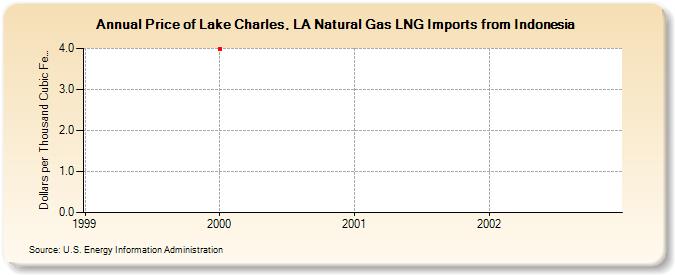 Annual Price of Lake Charles, LA Natural Gas LNG Imports from Indonesia
Dollars per Thousand Cubic Fe...
4.0
3.0
2.0
1.0
0.0
1999 2000 2001 2002
Source: U.S. Energy Information Administration